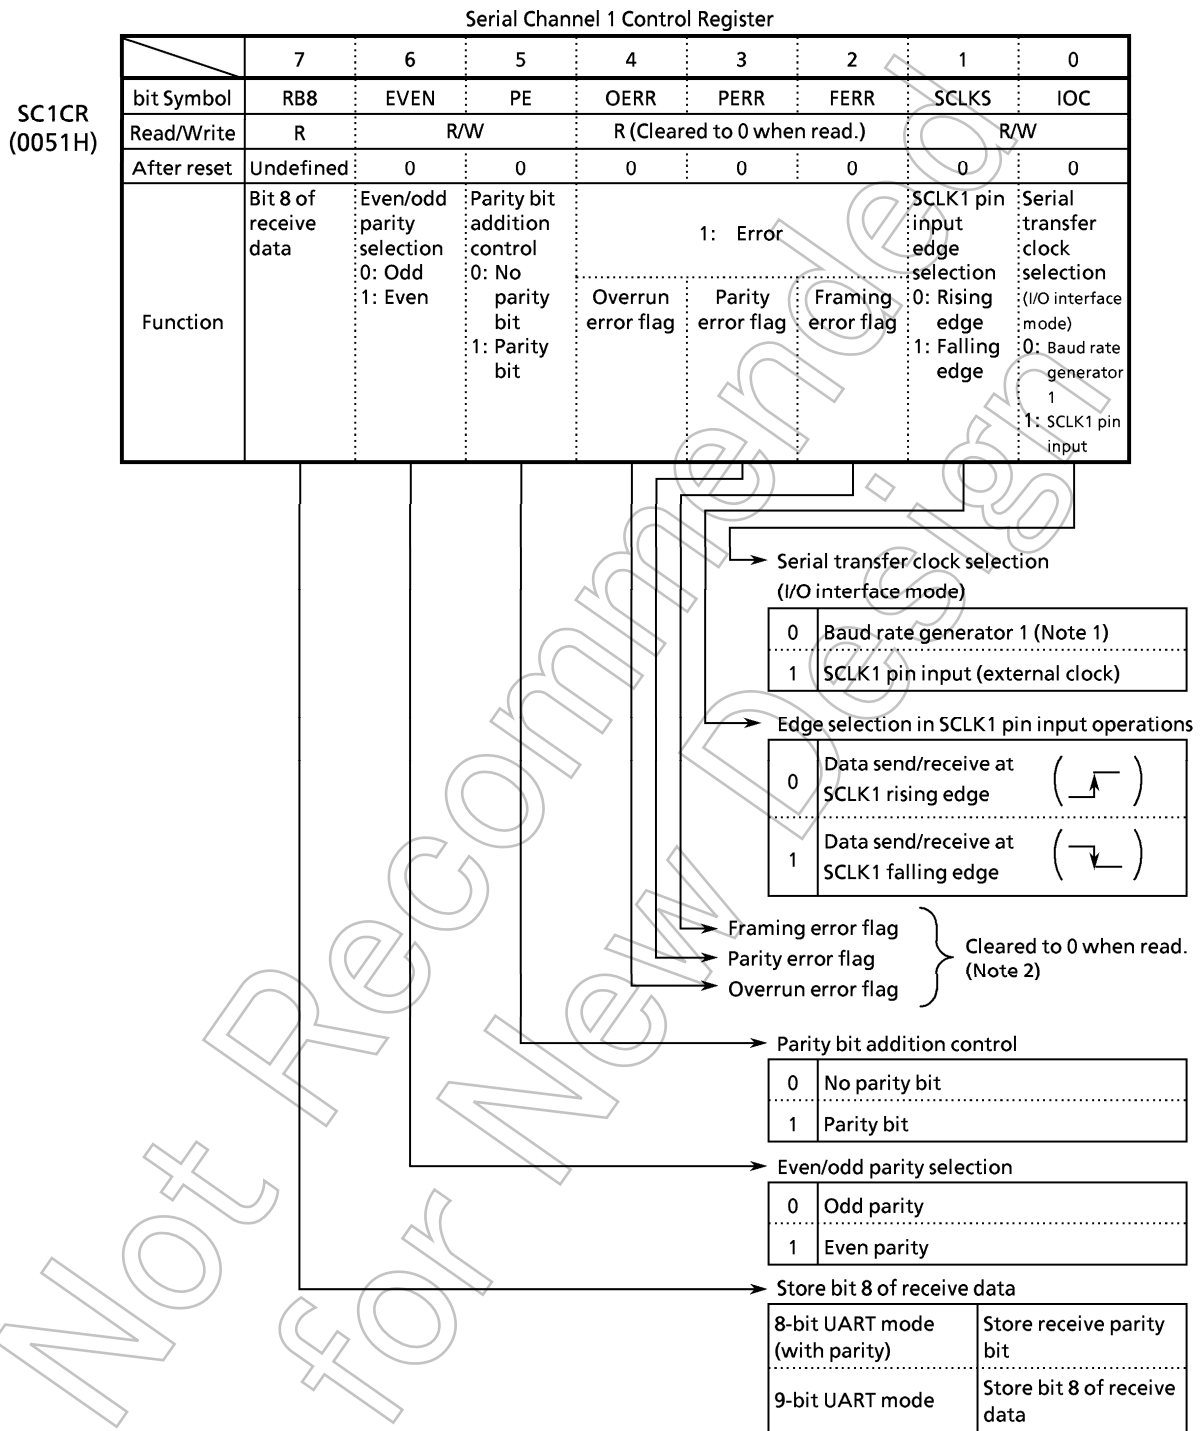 Serial Channel 1 Control Register
SC1CR
(0051H)
7 6 5 4 3 2 1 0
bit Symbol RB8 EVEN PE OERR PERR FERR SCLKS IOC
Read/Write R R/W R (Cleared to 0 when read.) R/W
After reset Undefined 0 0 0 0 0 0 0
Function
Bit 8 of
receive
data
Even/odd
parity
selection
0: Odd
1: Even
Parity bit
addition
control
0: No
parity
bit
1: Parity
bit
1: Error
Overrun
error flag
Parity
error flag
Framing
error flag
SCLK1 pin
input
edge
selection
0: Rising
edge
1: Falling
edge
Serial
transfer
clock
selection
(I/O interface
mode)
0: Baud rate
generator
1
1: SCLK1 pin
input
Serial transfer clock selection
(I/O interface mode)
0 Baud rate generator 1 (Note 1)
1 SCLK1 pin input (external clock)
Edge selection in SCLK1 pin input operations
0 Data send/receive at
SCLK1 rising edge
1 Data send/receive at
SCLK1 falling edge
Framing error flag
Parity error flag
Overrun error flag
Cleared to 0 when read.
(Note 2)
Parity bit addition control
0 No parity bit
1 Parity bit
Even/odd parity selection
0 Odd parity
1 Even parity
Store bit 8 of receive data
8-bit UART mode
(with parity)
Store receive parity
bit
9-bit UART mode
Store bit 8 of receive
data
Not Recommended
for New Design